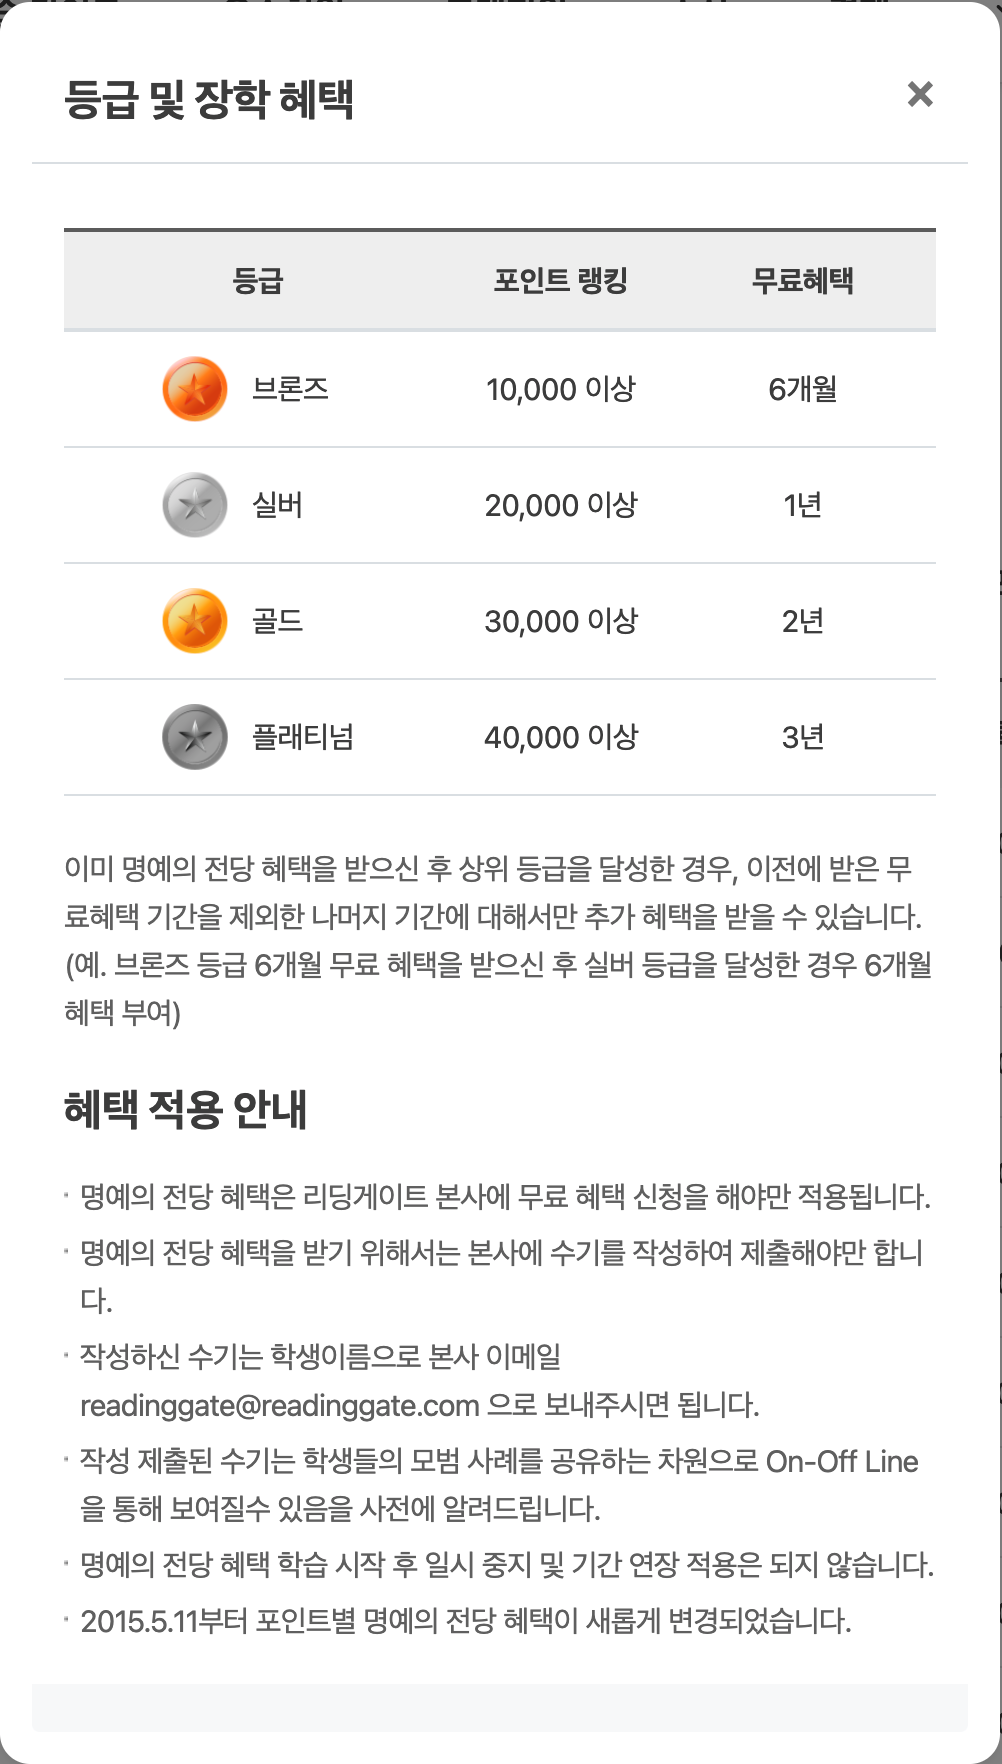 등급 및 장학 혜택
등급 포인트 랭킹 무료혜택
브론즈 10,000 이상 6개월
실버 20,000 이상 1년
골드 30,000 이상 2년
플래티넘 40,000 이상 3년
이미 명예의 전당 혜택을 받으신 후 상위 등급을 달성한 경우, 이전에 받은 무
료혜택 기간을 제외한 나머지 기간에 대해서만 추가 혜택을 받을 수 있습니다.
(예. 브론즈 등급 6개월 무료 혜택을 받으신 후 실버 등급을 달성한 경우 6개월
혜택 부여)
혜택 적용 안내
· 명예의 전당 혜택은 리딩게이트 본사에 무료 혜택 신청을 해야만 적용됩니다.
· 명예의 전당 혜택을 받기 위해서는 본사에 수기를 작성하여 제출해야만 합니
다.
· 작성하신 수기는 학생이름으로 본사 이메일
readinggate@readinggate.com 으로 보내주시면 됩니다.
· 작성 제출된 수기는 학생들의 모범 사례를 공유하는 차원으로 On-Off Line
을 통해 보여질수 있음을 사전에 알려드립니다.
· 명예의 전당 혜택 학습 시작 후 일시 중지 및 기간 연장 적용은 되지 않습니다.
· 2015.5.11부터 포인트별 명예의 전당 혜택이 새롭게 변경되었습니다.